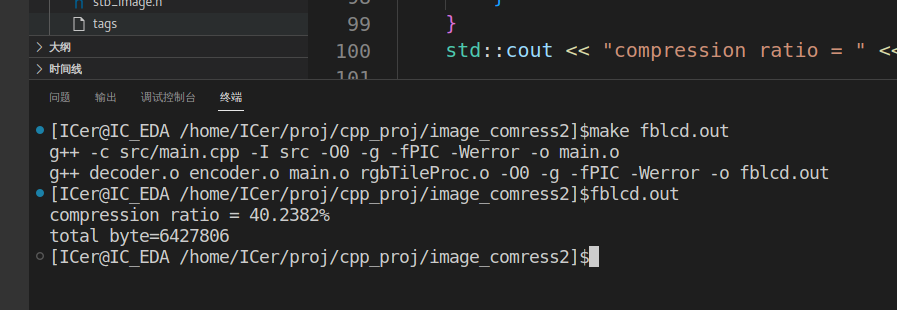 stb_image.h
tags
大纲
时间线
98
}
99
}
100
std::cout << "compression ratio = " <<
101
问题
输出
调试控制台
终端
[ICer@IC_EDA /home/ICer/proj/cpp_proj/image_comress2]$make fblcd.out
g++ -c src/main.cpp -I src -O0 -g -fPIC -Werror -o main.o
g++ decoder.o encoder.o main.o rgbTileProc.o -O0 -g -fPIC -Werror -o fblcd.out
[ICer@IC_EDA /home/ICer/proj/cpp_proj/image_comress2]$fblcd.out
compression ratio = 40.2382%
total byte=6427806
[ICer@IC_EDA /home/ICer/proj/cpp_proj/image_comress2]$